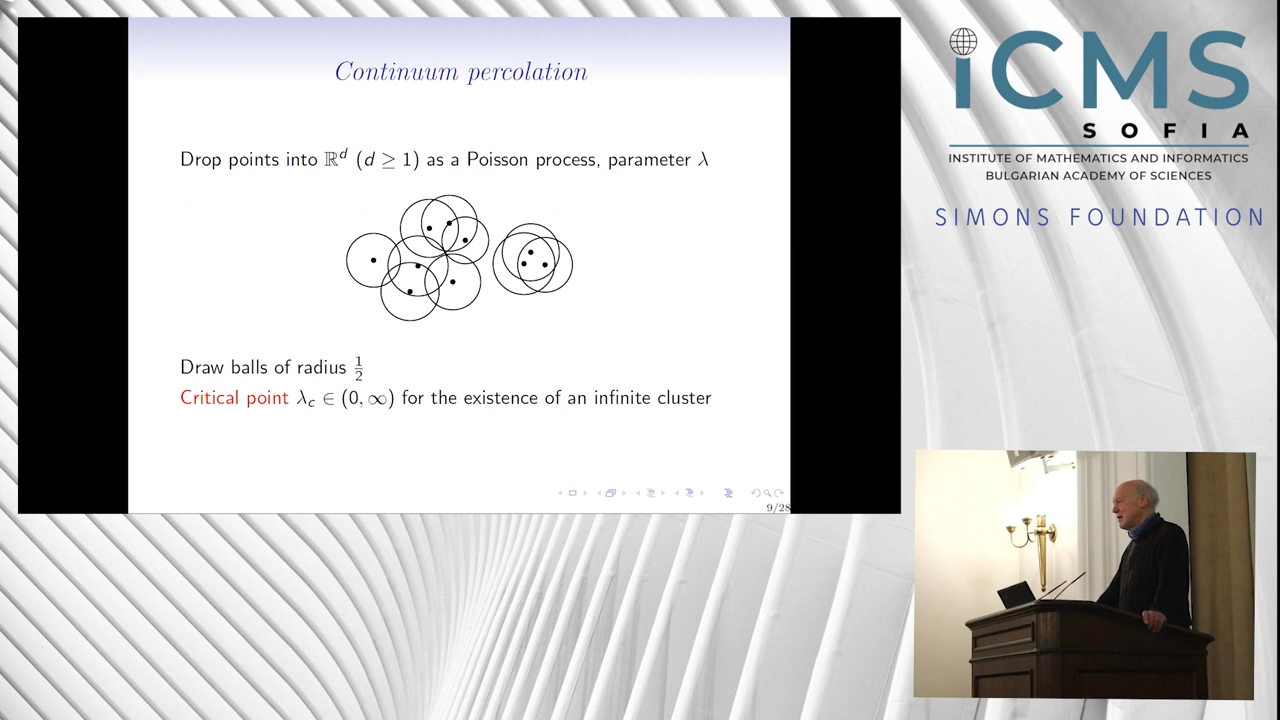 Continuum percolation
Drop points into ℝᵈ (d ≥ 1) as a Poisson process, parameter λ
Draw balls of radius ½
Critical point λ_c ∈ (0, ∞) for the existence of an infinite cluster
9/28
iCMS
SOFIA
INSTITUTE OF MATHEMATICS AND INFORMATICS
BULGARIAN ACADEMY OF SCIENCES
SIMONS FOUNDATION